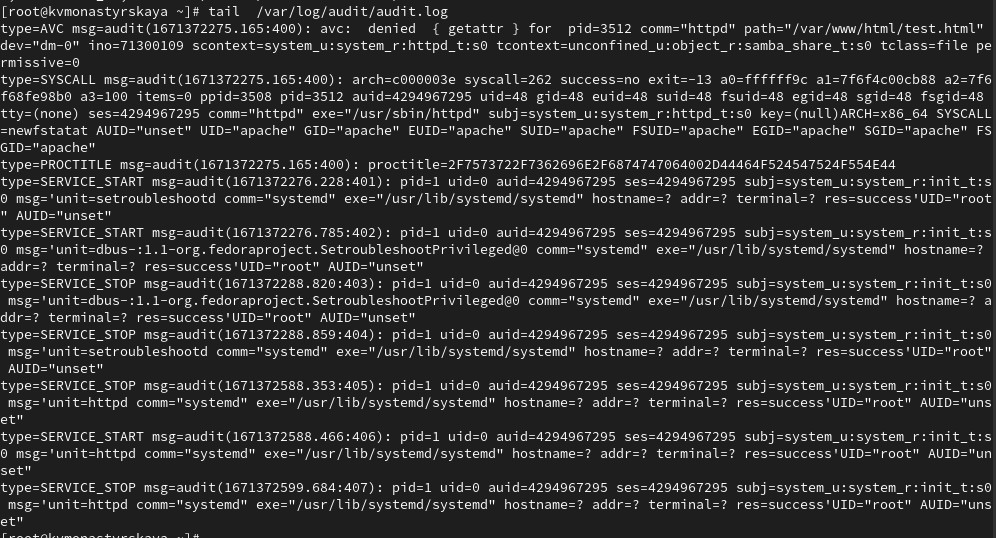 [root@kvmonastyrskaya ~]# tail  /var/log/audit/audit.log
type=AVC msg=audit(1671372275.165:400): avc:  denied  { getattr } for  pid=3512 comm="httpd" path="/var/www/html/test.html"
dev="dm-0" ino=71300109 scontext=system_u:system_r:httpd_t:s0 tcontext=unconfined_u:object_r:samba_share_t:s0 tclass=file pe
rmissive=0
type=SYSCALL msg=audit(1671372275.165:400): arch=c000003e syscall=262 success=no exit=-13 a0=ffffff9c a1=7f6f4c00cb88 a2=7f6
f68fe98b0 a3=100 items=0 ppid=3508 pid=3512 auid=4294967295 uid=48 gid=48 euid=48 suid=48 fsuid=48 egid=48 sgid=48 fsgid=48
tty=(none) ses=4294967295 comm="httpd" exe="/usr/sbin/httpd" subj=system_u:system_r:httpd_t:s0 key=(null)ARCH=x86_64 SYSCALL
=newfstatat AUID="unset" UID="apache" GID="apache" EUID="apache" SUID="apache" FSUID="apache" EGID="apache" SGID="apache" FS
GID="apache"
type=PROCTITLE msg=audit(1671372275.165:400): proctitle=2F7573722F7362696E2F6874747064002D44464F524547524F554E44
type=SERVICE_START msg=audit(1671372276.228:401): pid=1 uid=0 auid=4294967295 ses=4294967295 subj=system_u:system_r:init_t:s
0 msg='unit=setroubleshootd comm="systemd" exe="/usr/lib/systemd/systemd" hostname=? addr=? terminal=? res=success'UID="root
" AUID="unset"
type=SERVICE_START msg=audit(1671372276.785:402): pid=1 uid=0 auid=4294967295 ses=4294967295 subj=system_u:system_r:init_t:s
0 msg='unit=dbus-:1.1-org.fedoraproject.SetroubleshootPrivileged@0 comm="systemd" exe="/usr/lib/systemd/systemd" hostname=?
addr=? terminal=? res=success'UID="root" AUID="unset"
type=SERVICE_STOP msg=audit(1671372288.820:403): pid=1 uid=0 auid=4294967295 ses=4294967295 subj=system_u:system_r:init_t:s0
msg='unit=dbus-:1.1-org.fedoraproject.SetroubleshootPrivileged@0 comm="systemd" exe="/usr/lib/systemd/systemd" hostname=? a
ddr=? terminal=? res=success'UID="root" AUID="unset"
type=SERVICE_STOP msg=audit(1671372288.859:404): pid=1 uid=0 auid=4294967295 ses=4294967295 subj=system_u:system_r:init_t:s0
msg='unit=setroubleshootd comm="systemd" exe="/usr/lib/systemd/systemd" hostname=? addr=? terminal=? res=success'UID="root"
AUID="unset"
type=SERVICE_STOP msg=audit(1671372588.353:405): pid=1 uid=0 auid=4294967295 ses=4294967295 subj=system_u:system_r:init_t:s0
msg='unit=httpd comm="systemd" exe="/usr/lib/systemd/systemd" hostname=? addr=? terminal=? res=success'UID="root" AUID="uns
et"
type=SERVICE_START msg=audit(1671372588.466:406): pid=1 uid=0 auid=4294967295 ses=4294967295 subj=system_u:system_r:init_t:s
0 msg='unit=httpd comm="systemd" exe="/usr/lib/systemd/systemd" hostname=? addr=? terminal=? res=success'UID="root" AUID="un
set"
type=SERVICE_STOP msg=audit(1671372599.684:407): pid=1 uid=0 auid=4294967295 ses=4294967295 subj=system_u:system_r:init_t:s0
msg='unit=httpd comm="systemd" exe="/usr/lib/systemd/systemd" hostname=? addr=? terminal=? res=success'UID="root" AUID="uns
et"
[root@kvmonastyrskaya ~]#